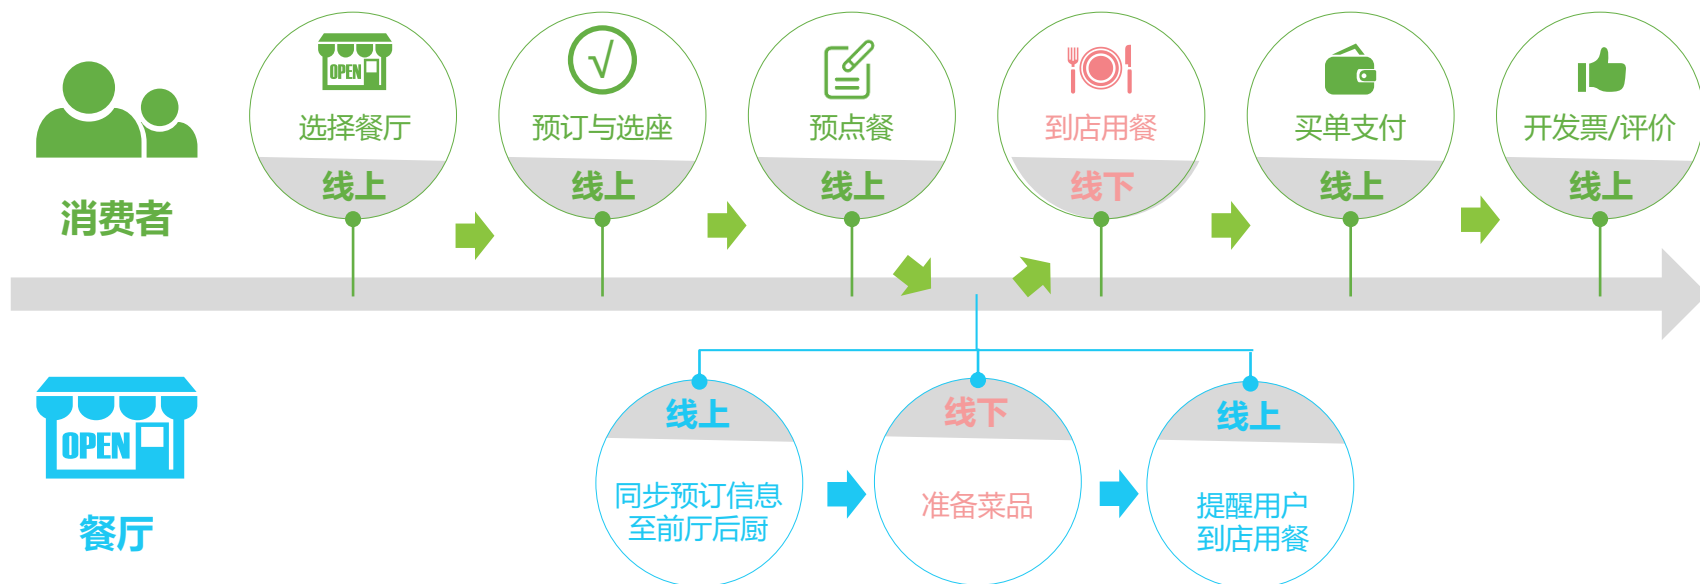 OPEN
√
选择餐厅
预订与选座
预点餐
到店用餐
买单支付
开发票/评价
线上
线上
线上
线下
线上
线上
消费者
线上
线下
线上
OPEN
同步预订信息
至前厅后厨
准备菜品
提醒用户
到店用餐
餐厅